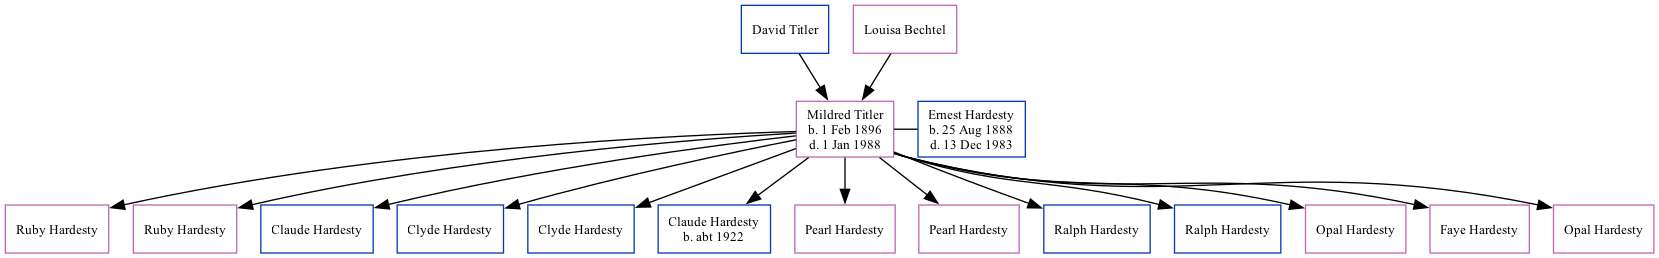 David Titler
Louisa Bechtel
Mildred Titler
b. 1 Feb 1896
d. 1 Jan 1988
Ernest Hardesty
b. 25 Aug 1888
d. 13 Dec 1983
Ruby Hardesty
Ruby Hardesty
Claude Hardesty
Clyde Hardesty
Clyde Hardesty
Claude Hardesty
b. abt 1922
Pearl Hardesty
Pearl Hardesty
Ralph Hardesty
Ralph Hardesty
Opal Hardesty
Faye Hardesty
Opal Hardesty